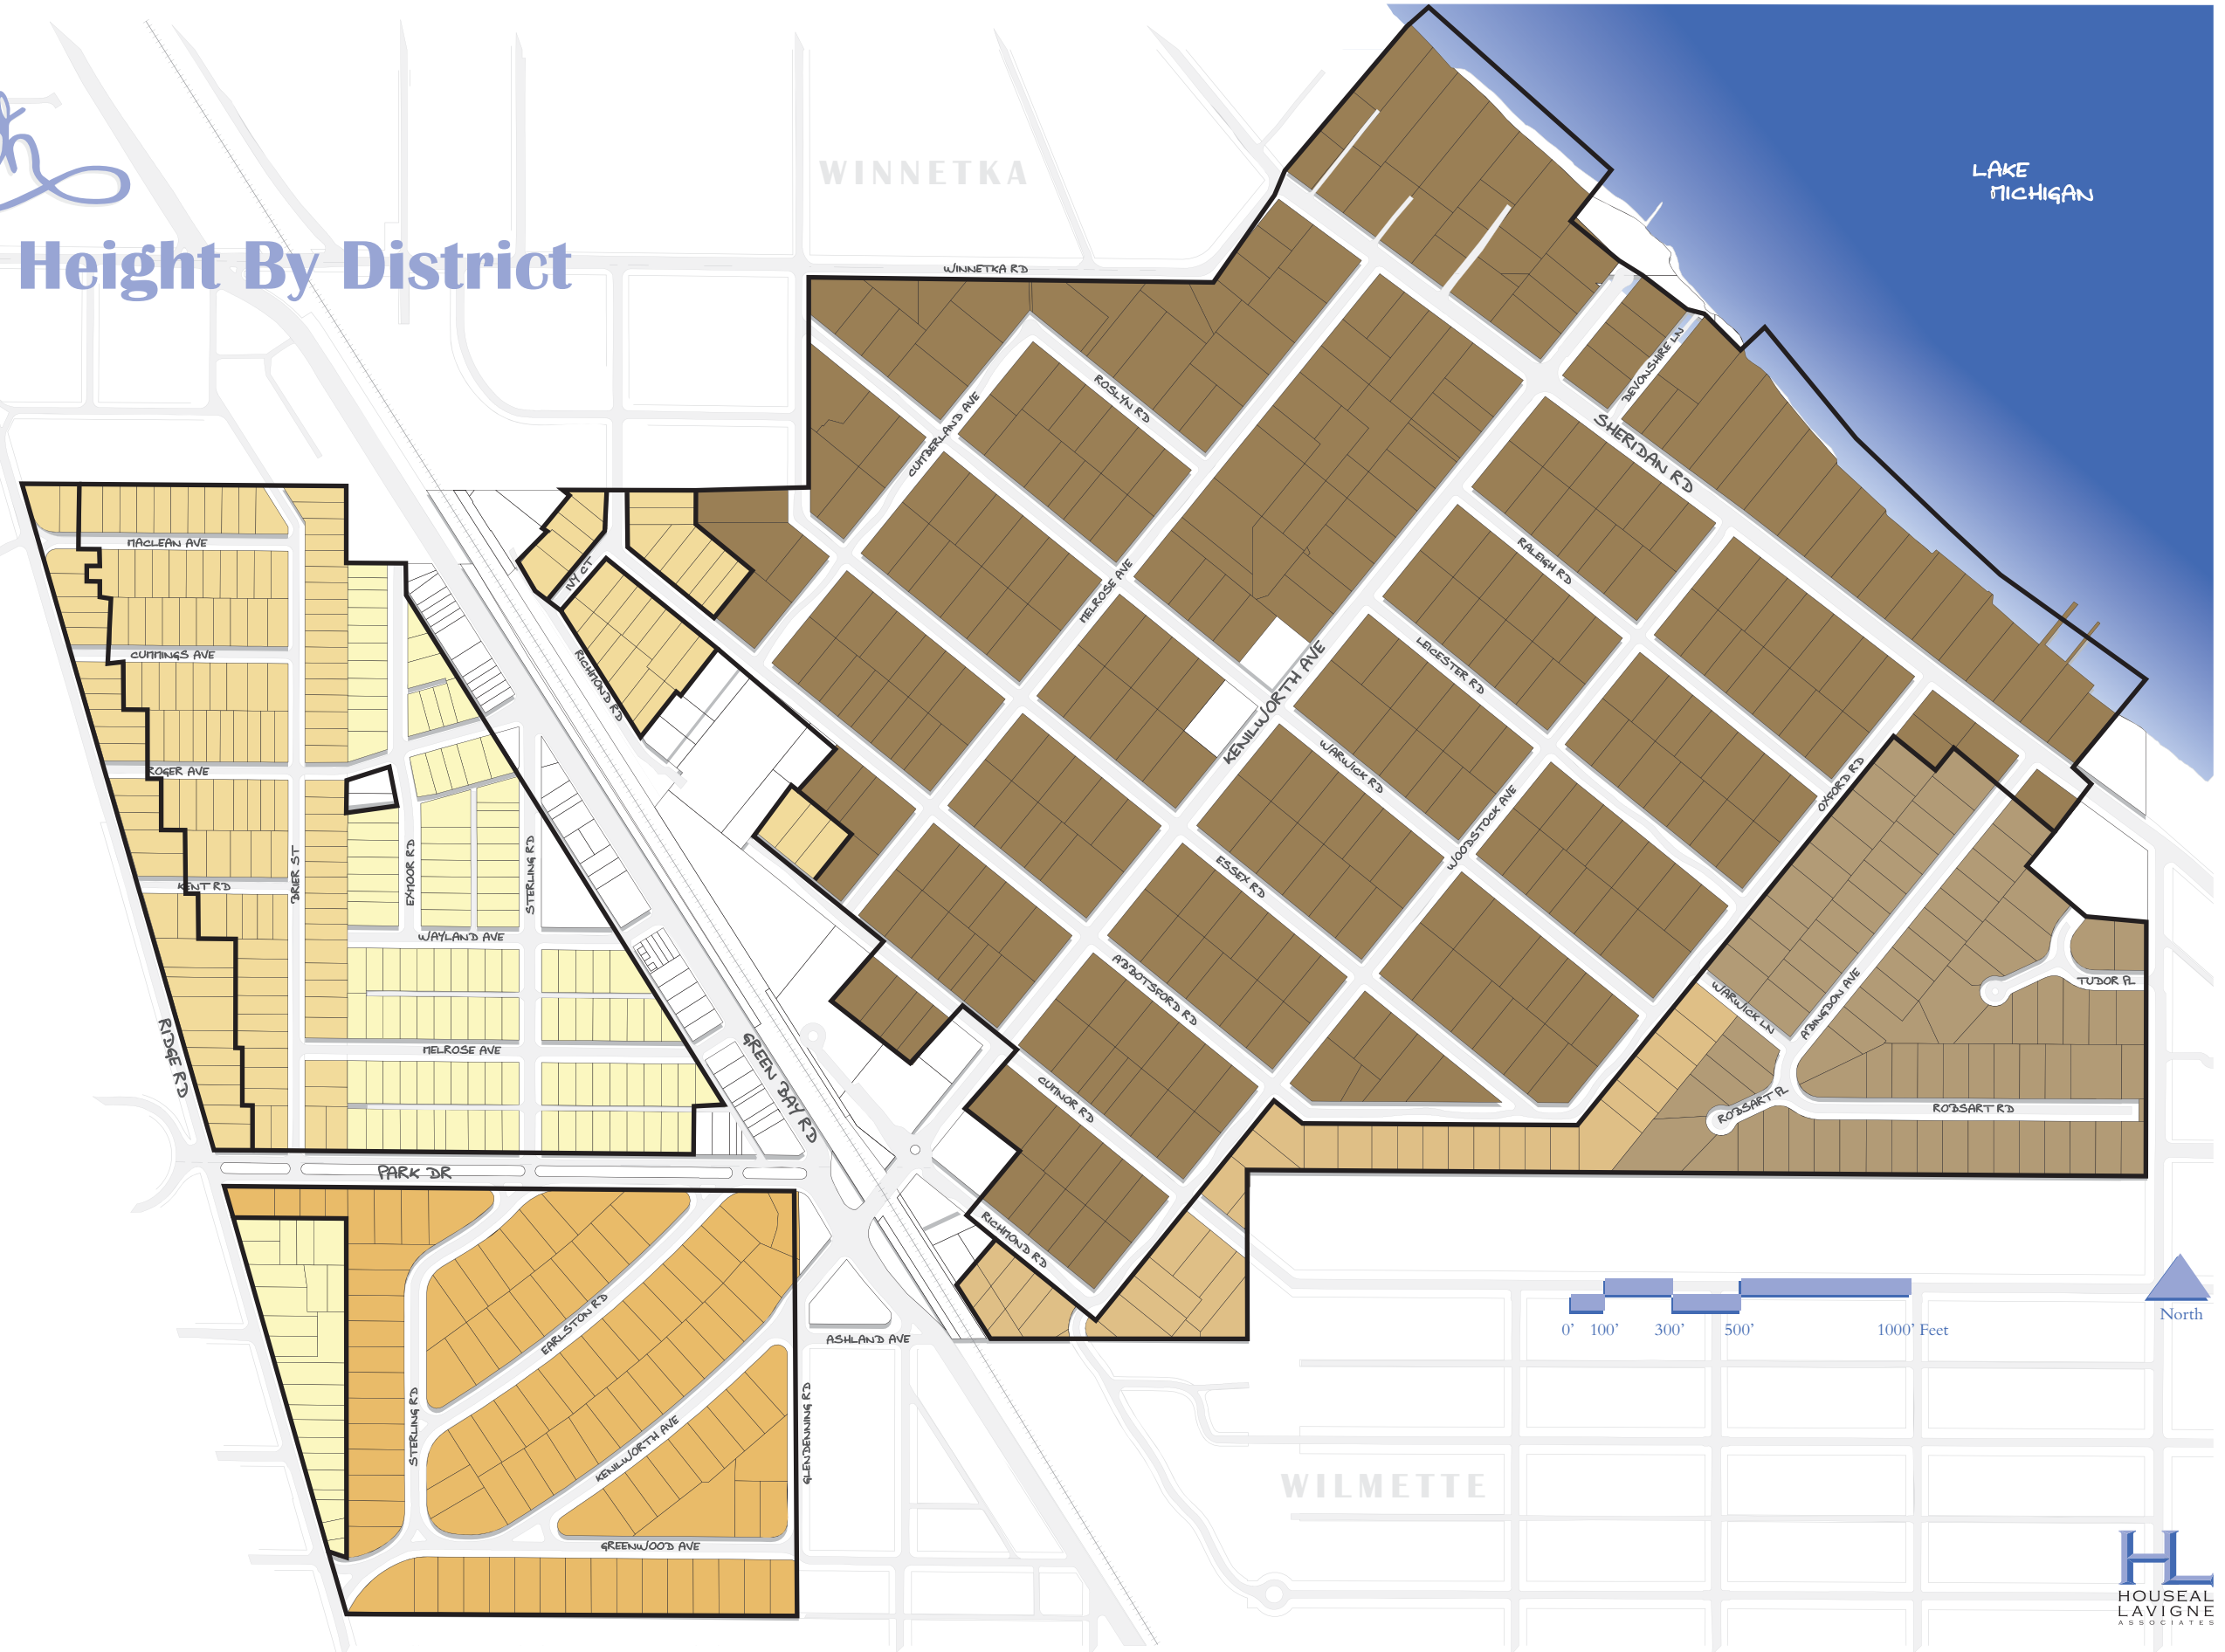 h
Height By District
WINNETKA
LAKE
MICHIGAN
WINNETKA RD
DEVONSHIRE LN
SHERIDAN RD
ROSLYN RD
CUMBERLAND AVE
MACLEAN AVE
IVY CT
RALEIGH RD
MELROSE AVE
CUMMINGS AVE
RICHMOND RD
LEICESTER RD
KENILWORTH AVE
ROGER AVE
WARWICK RD
OXFORD RD
WOODSTOCK AVE
BRIER ST
EXMOOR RD
STERLING RD
ESSEX RD
KENT RD
WAYLAND AVE
ABBOTSFORD RD
WARWICK LN
ABINGDON AVE
TUDOR PL
RIDGE RD
MELROSE AVE
GREEN BAY RD
CUMNOR RD
ROBSART PL
ROBSART RD
PARK DR
RICHMOND RD
EARLSTON RD
ASHLAND AVE
0' 100' 300' 500' 1000' Feet
North
STERLING RD
KENILWORTH AVE
GLENDENNING RD
WILMETTE
GREENWOOD AVE
HL
HOUSEAL
LAVIGNE
ASSOCIATES